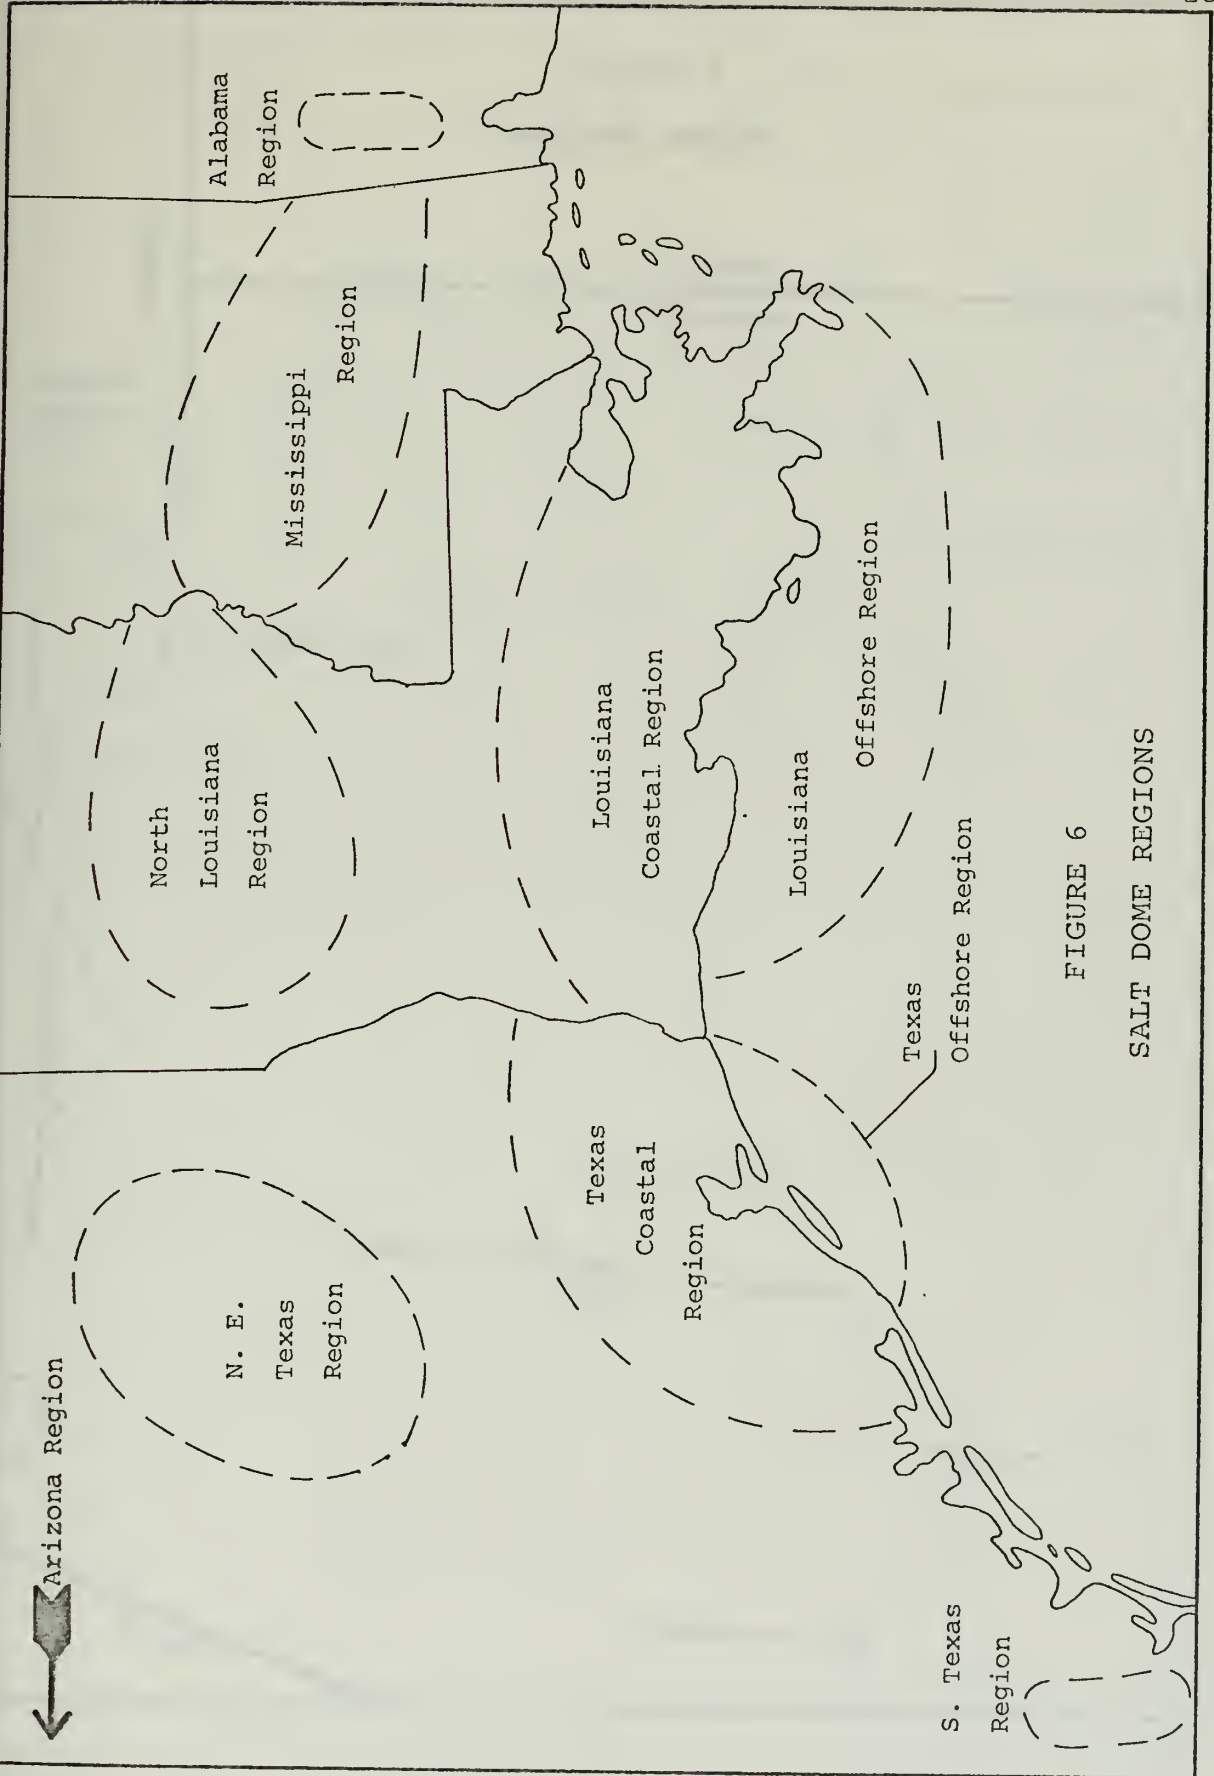 Arizona Region
N. E.
Texas
Region
North
Louisiana
Region
Mississippi
Region
Alabama
Region
Texas
Coastal
Region
Louisiana
Coastal Region
Louisiana
Offshore Region
Texas
Offshore Region
S. Texas
Region
FIGURE 6
SALT DOME REGIONS